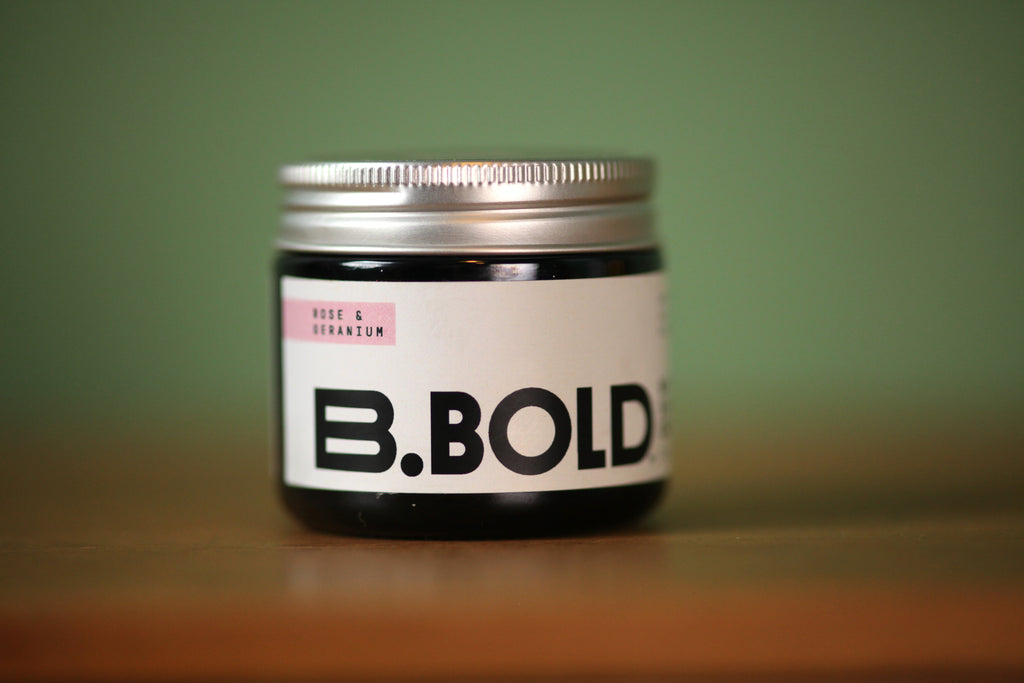 ROSE &
GERANIUM
B.BOLD